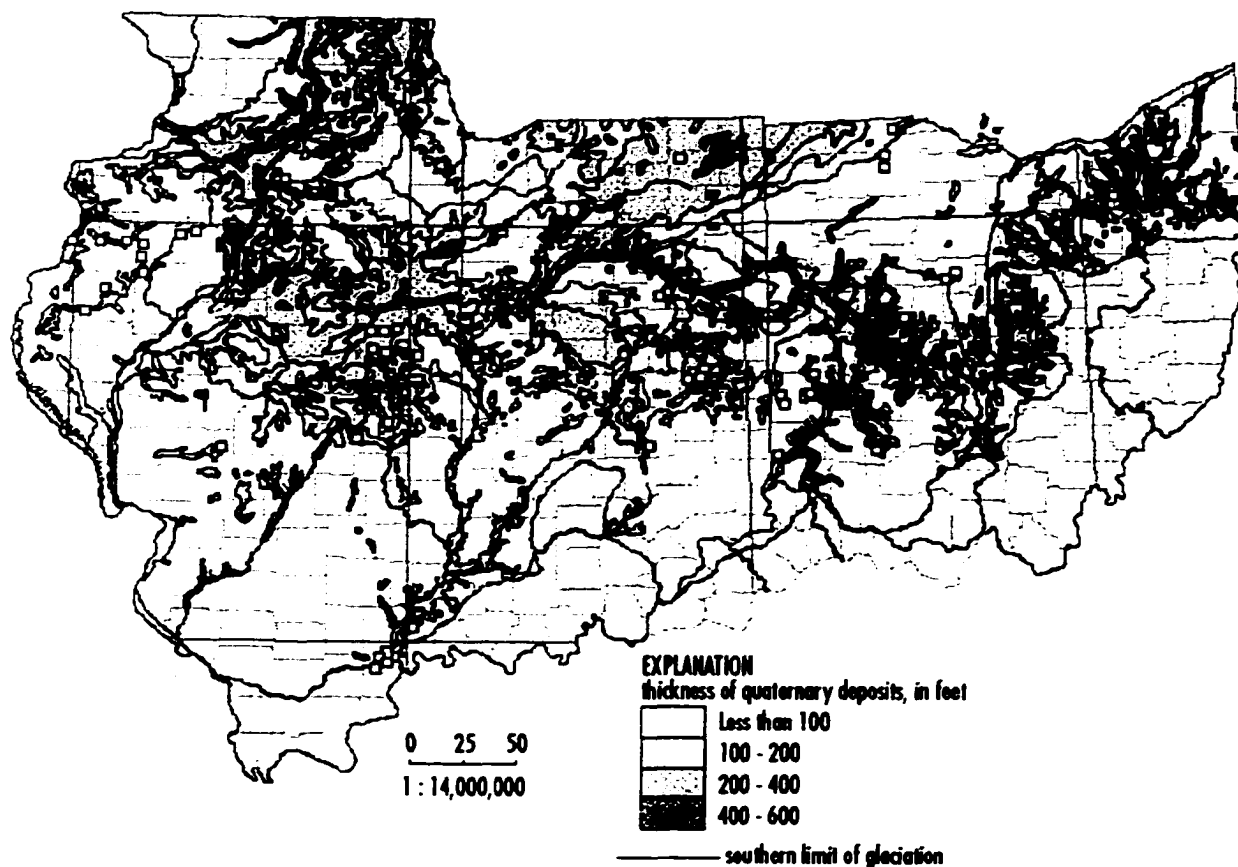 EXPLANATION
thickness of quaternary deposits, in feet
Less than 100
100 - 200
200 - 400
400 - 600
southern limit of glaciation
0 25 50
1 : 14,000,000